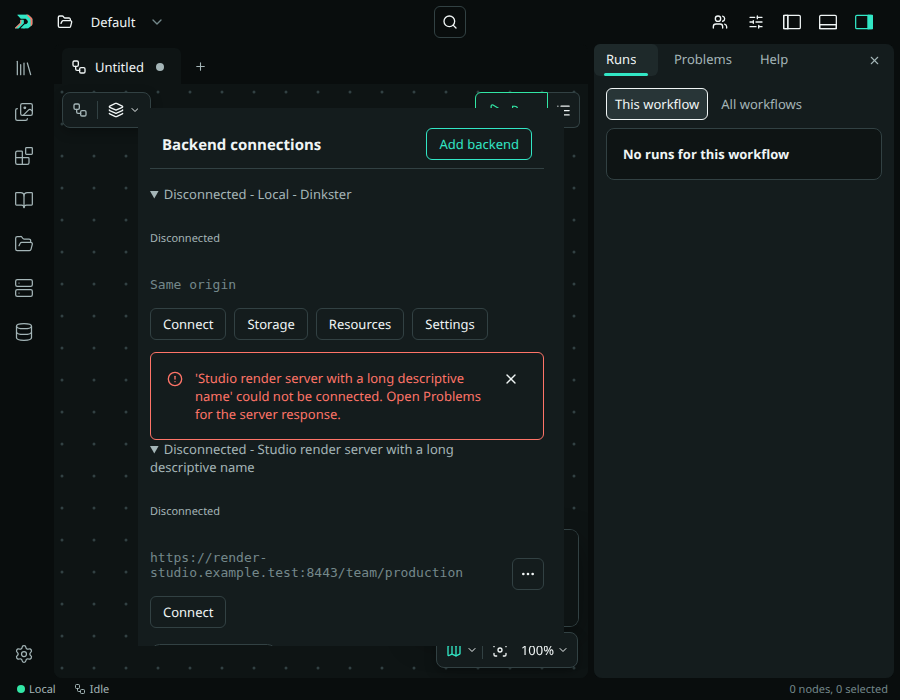 Default
Untitled
Backend connections
Add backend
Disconnected - Local - Dinkster
Disconnected
Same origin
Connect
Storage
Resources
Settings
'Studio render server with a long descriptive
name' could not be connected. Open Problems
for the server response.
Disconnected - Studio render server with a long
descriptive name
Disconnected
https://render-
studio.example.test:8443/team/production
Connect
100%
Runs
Problems
Help
This workflow
All workflows
No runs for this workflow
Local
Idle
0 nodes, 0 selected